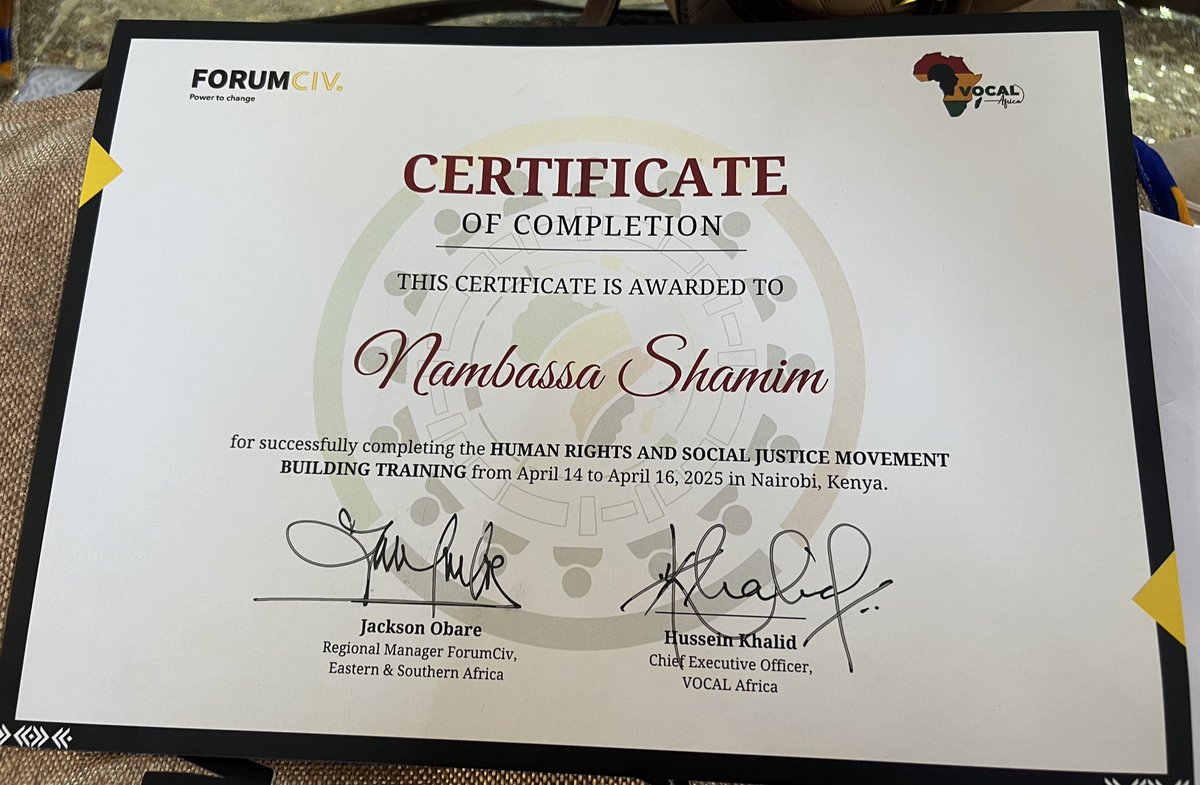 FORUMCIV.
Power to change
VOCAL
Africa
CERTIFICATE
OF COMPLETION
THIS CERTIFICATE IS AWARDED TO
Nambassa Shamim
for successfully completing the HUMAN RIGHTS AND SOCIAL JUSTICE MOVEMENT
BUILDING TRAINING from April 14 to April 16, 2025 in Nairobi, Kenya.
Khalid
Jackson Obare
Regional Manager ForumCiv,
Eastern & Southern Africa
Hussein Khalid
Chief Executive Officer,
VOCAL Africa